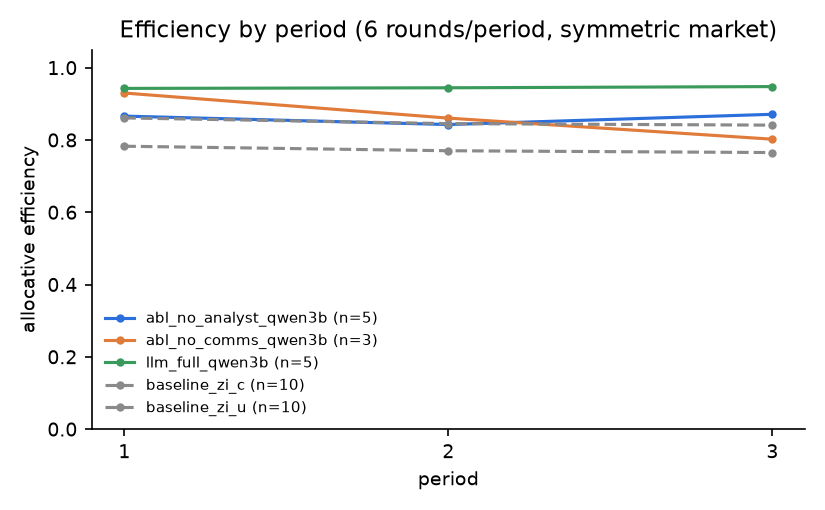 Efficiency by period (6 rounds/period, symmetric market)
allocative efficiency
1.0
0.8
0.6
0.4
0.2
0.0
abl_no_analyst_qwen3b (n=5)
abl_no_comms_qwen3b (n=3)
llm_full_qwen3b (n=5)
baseline_zi_c (n=10)
baseline_zi_u (n=10)
1
2
3
period